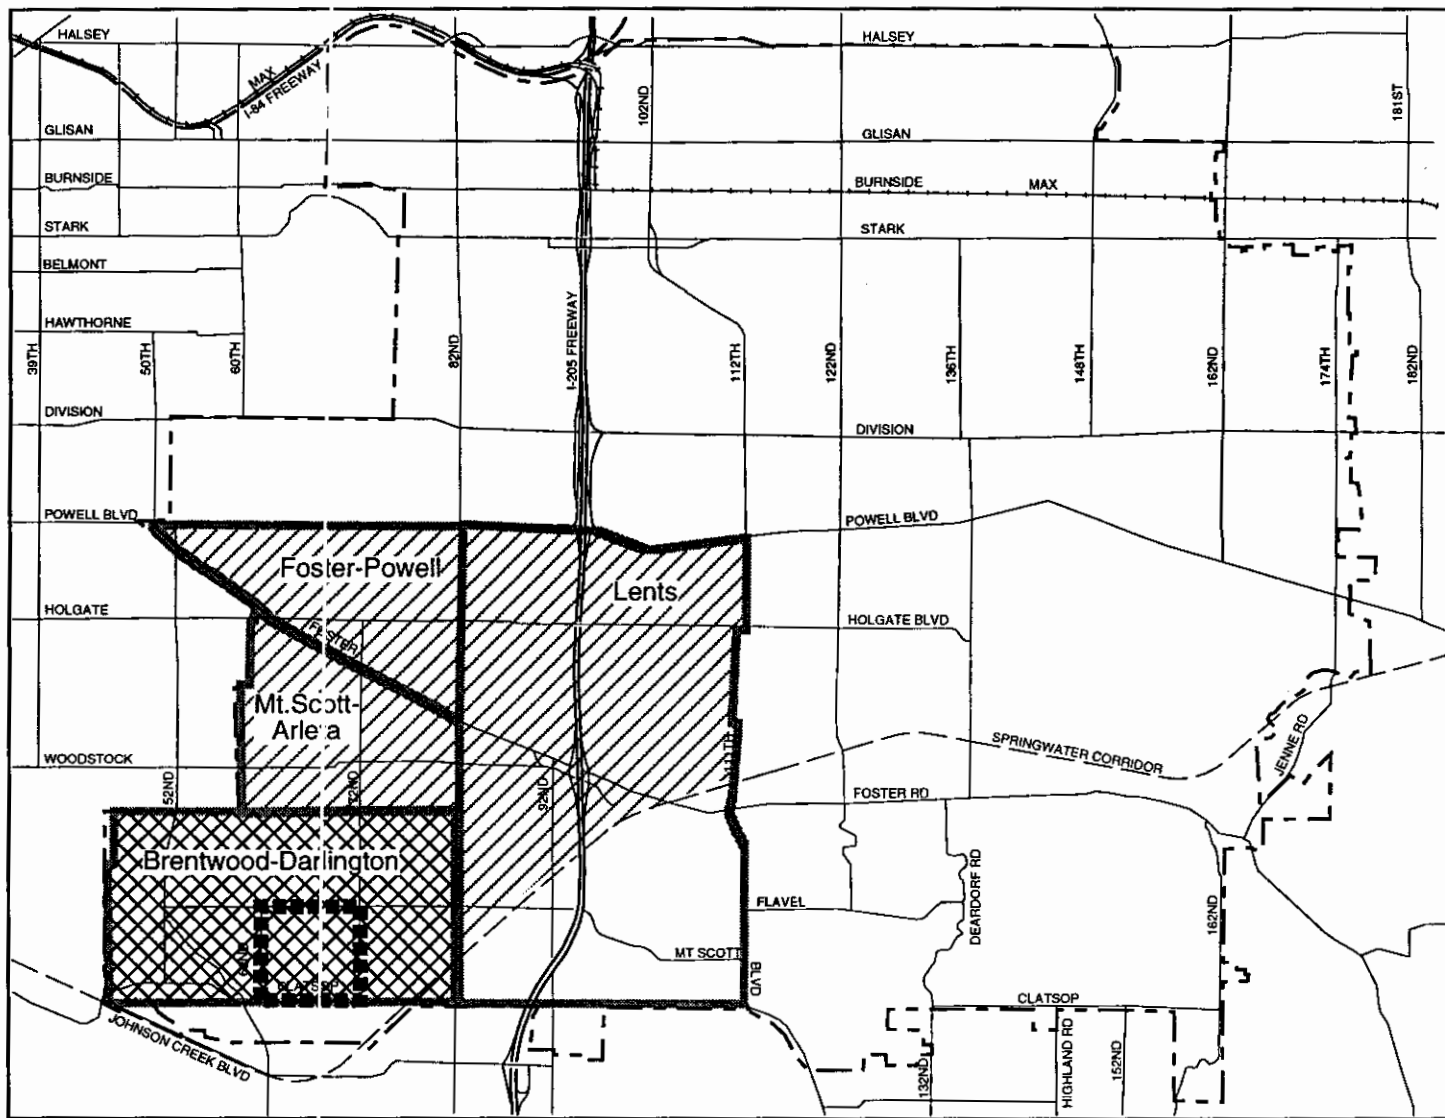 HALSEY
HALSEY
MAX
I-84 FREEWAY
102ND
181ST
GLISAN
GLISAN
BURNSIDE
BURNSIDE
MAX
STARK
STARK
BELMONT
HAWTHORNE
39TH
50TH
60TH
82ND
I-205 FREEWAY
112TH
122ND
136TH
148TH
162ND
174TH
182ND
DIVISION
DIVISION
POWELL BLVD
POWELL BLVD
Foster-Powell
Lents
HOLGATE
HOLGATE BLVD
FOSTER
Mt.Scott-
Arleta
111TH
SPRINGWATER CORRIDOR
JENNE RD
WOODSTOCK
52ND
72ND
92ND
FOSTER RD
Brentwood-Darlington
DEARDORF RD
162ND
FLAVEL
MT SCOTT
BLVD
CLATSOP
CLATSOP
JOHNSON CREEK BLVD
132ND
HIGHLAND RD
152ND